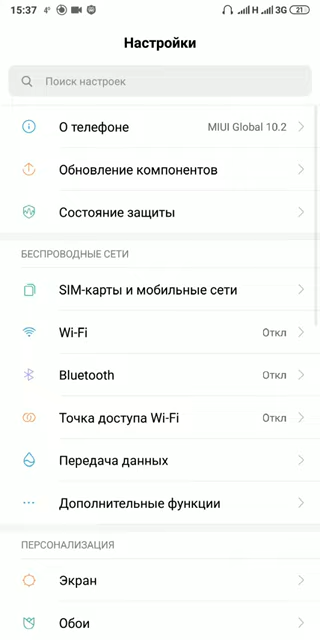 15:37 4° H 3G 21
Настройки
Поиск настроек
О телефоне MIUI Global 10.2
Обновление компонентов
Состояние защиты
БЕСПРОВОДНЫЕ СЕТИ
SIM-карты и мобильные сети
Wi-Fi Откл
Bluetooth Откл
Точка доступа Wi-Fi Откл
Передача данных
Дополнительные функции
ПЕРСОНАЛИЗАЦИЯ
Экран
Обои